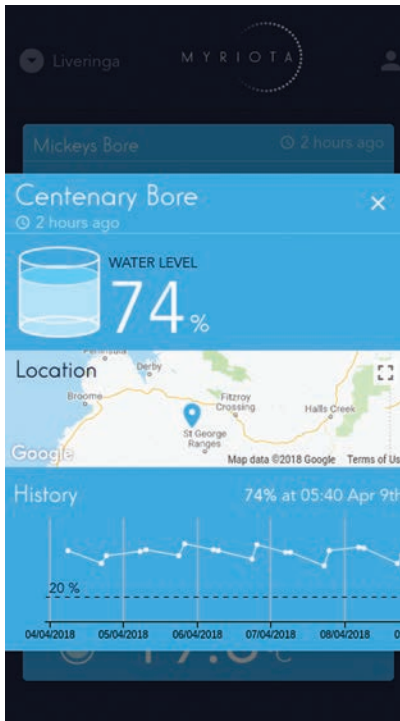 Liveringa
MYRIOTA
Mickeys Bore
2 hours ago
Centenary Bore
2 hours ago
WATER LEVEL
74%
Location
Peninsula
Derby
Broome
Fitzroy
Crossing
Halls Creek
St George
Ranges
Google
Map data ©2018 Google
Terms of Us
History
74% at 05:40 Apr 9th
20 %
04/04/2018
05/04/2018
06/04/2018
07/04/2018
08/04/2018
0